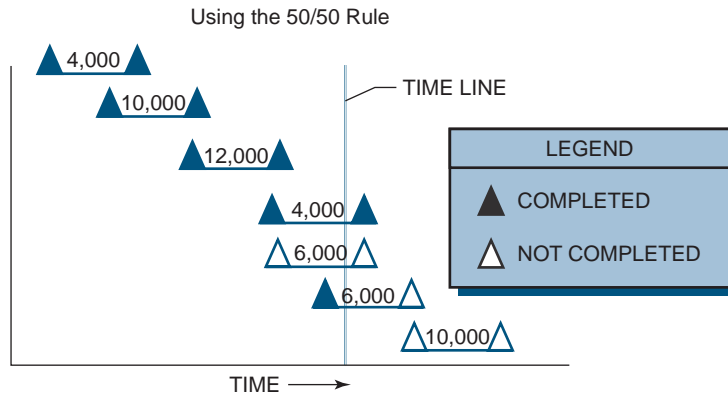 Using the 50/50 Rule
4,000
TIME LINE
10,000
12,000
LEGEND
COMPLETED
4,000
6,000
NOT COMPLETED
6,000
10,000
TIME